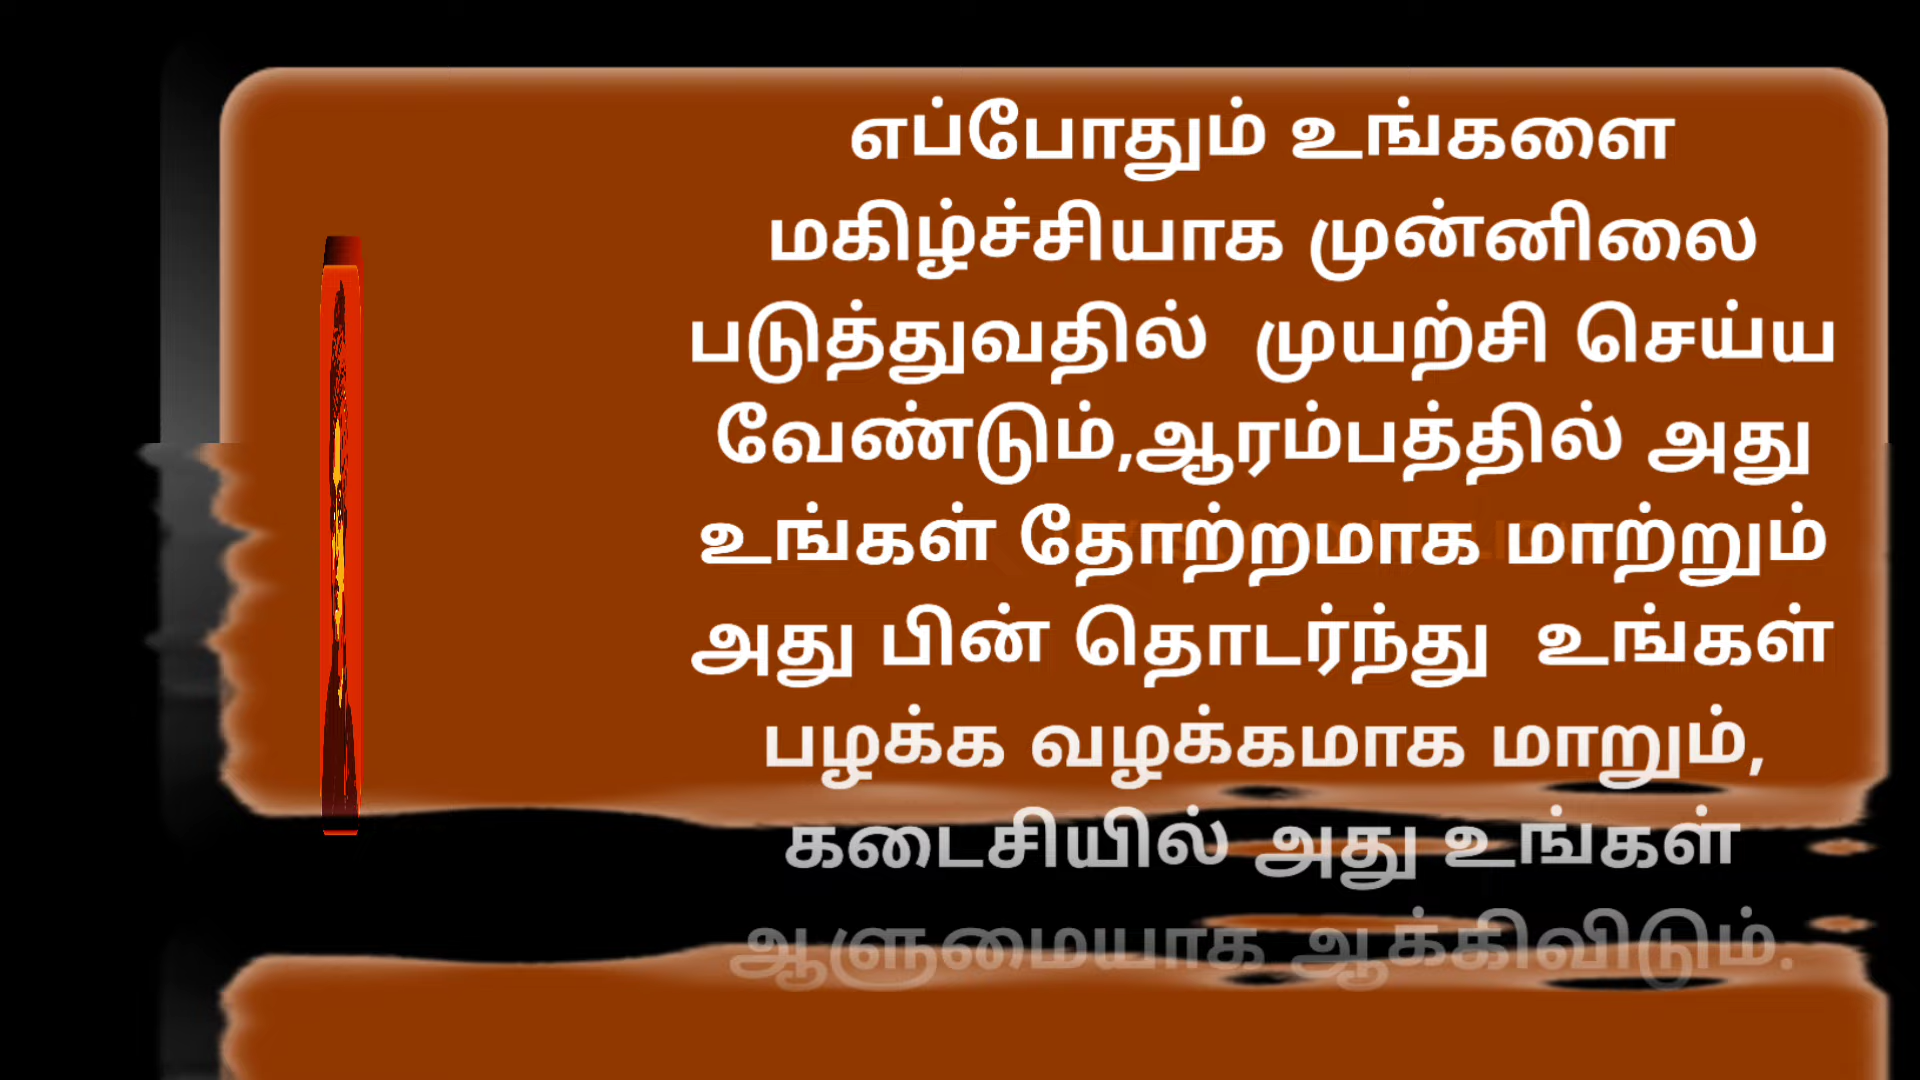 எப்போதும் உங்களை
மகிழ்ச்சியாக முன்னிலை
படுத்துவதில்  முயற்சி செய்ய
வேண்டும்,ஆரம்பத்தில் அது
உங்கள் தோற்றமாக மாற்றும்
அது பின் தொடர்ந்து  உங்கள்
பழக்க வழக்கமாக மாறும்,
கடைசியில் அது உங்கள்
ஆளுமையாக ஆக்கிவிடும்.